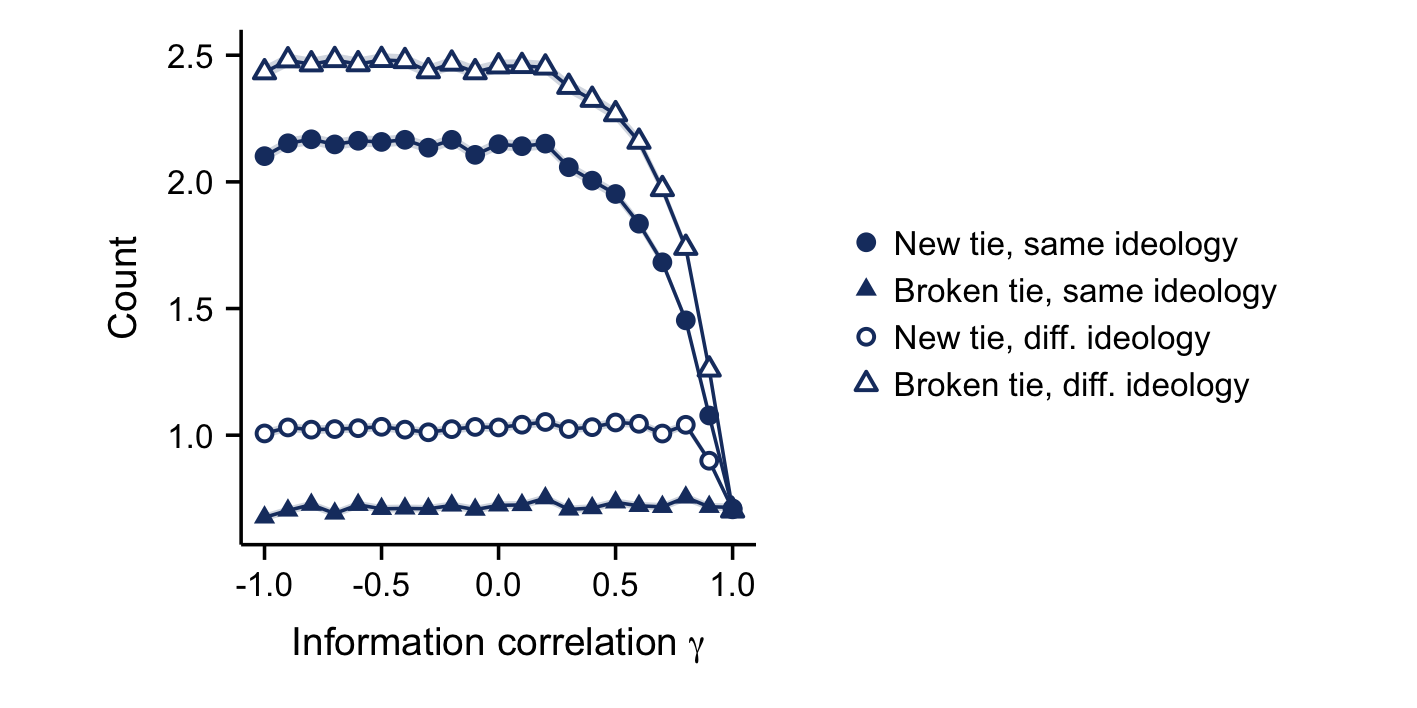 2.5
2.0
1.5
1.0
Count
-1.0 -0.5 0.0 0.5 1.0
Information correlation γ
New tie, same ideology
Broken tie, same ideology
New tie, diff. ideology
Broken tie, diff. ideology